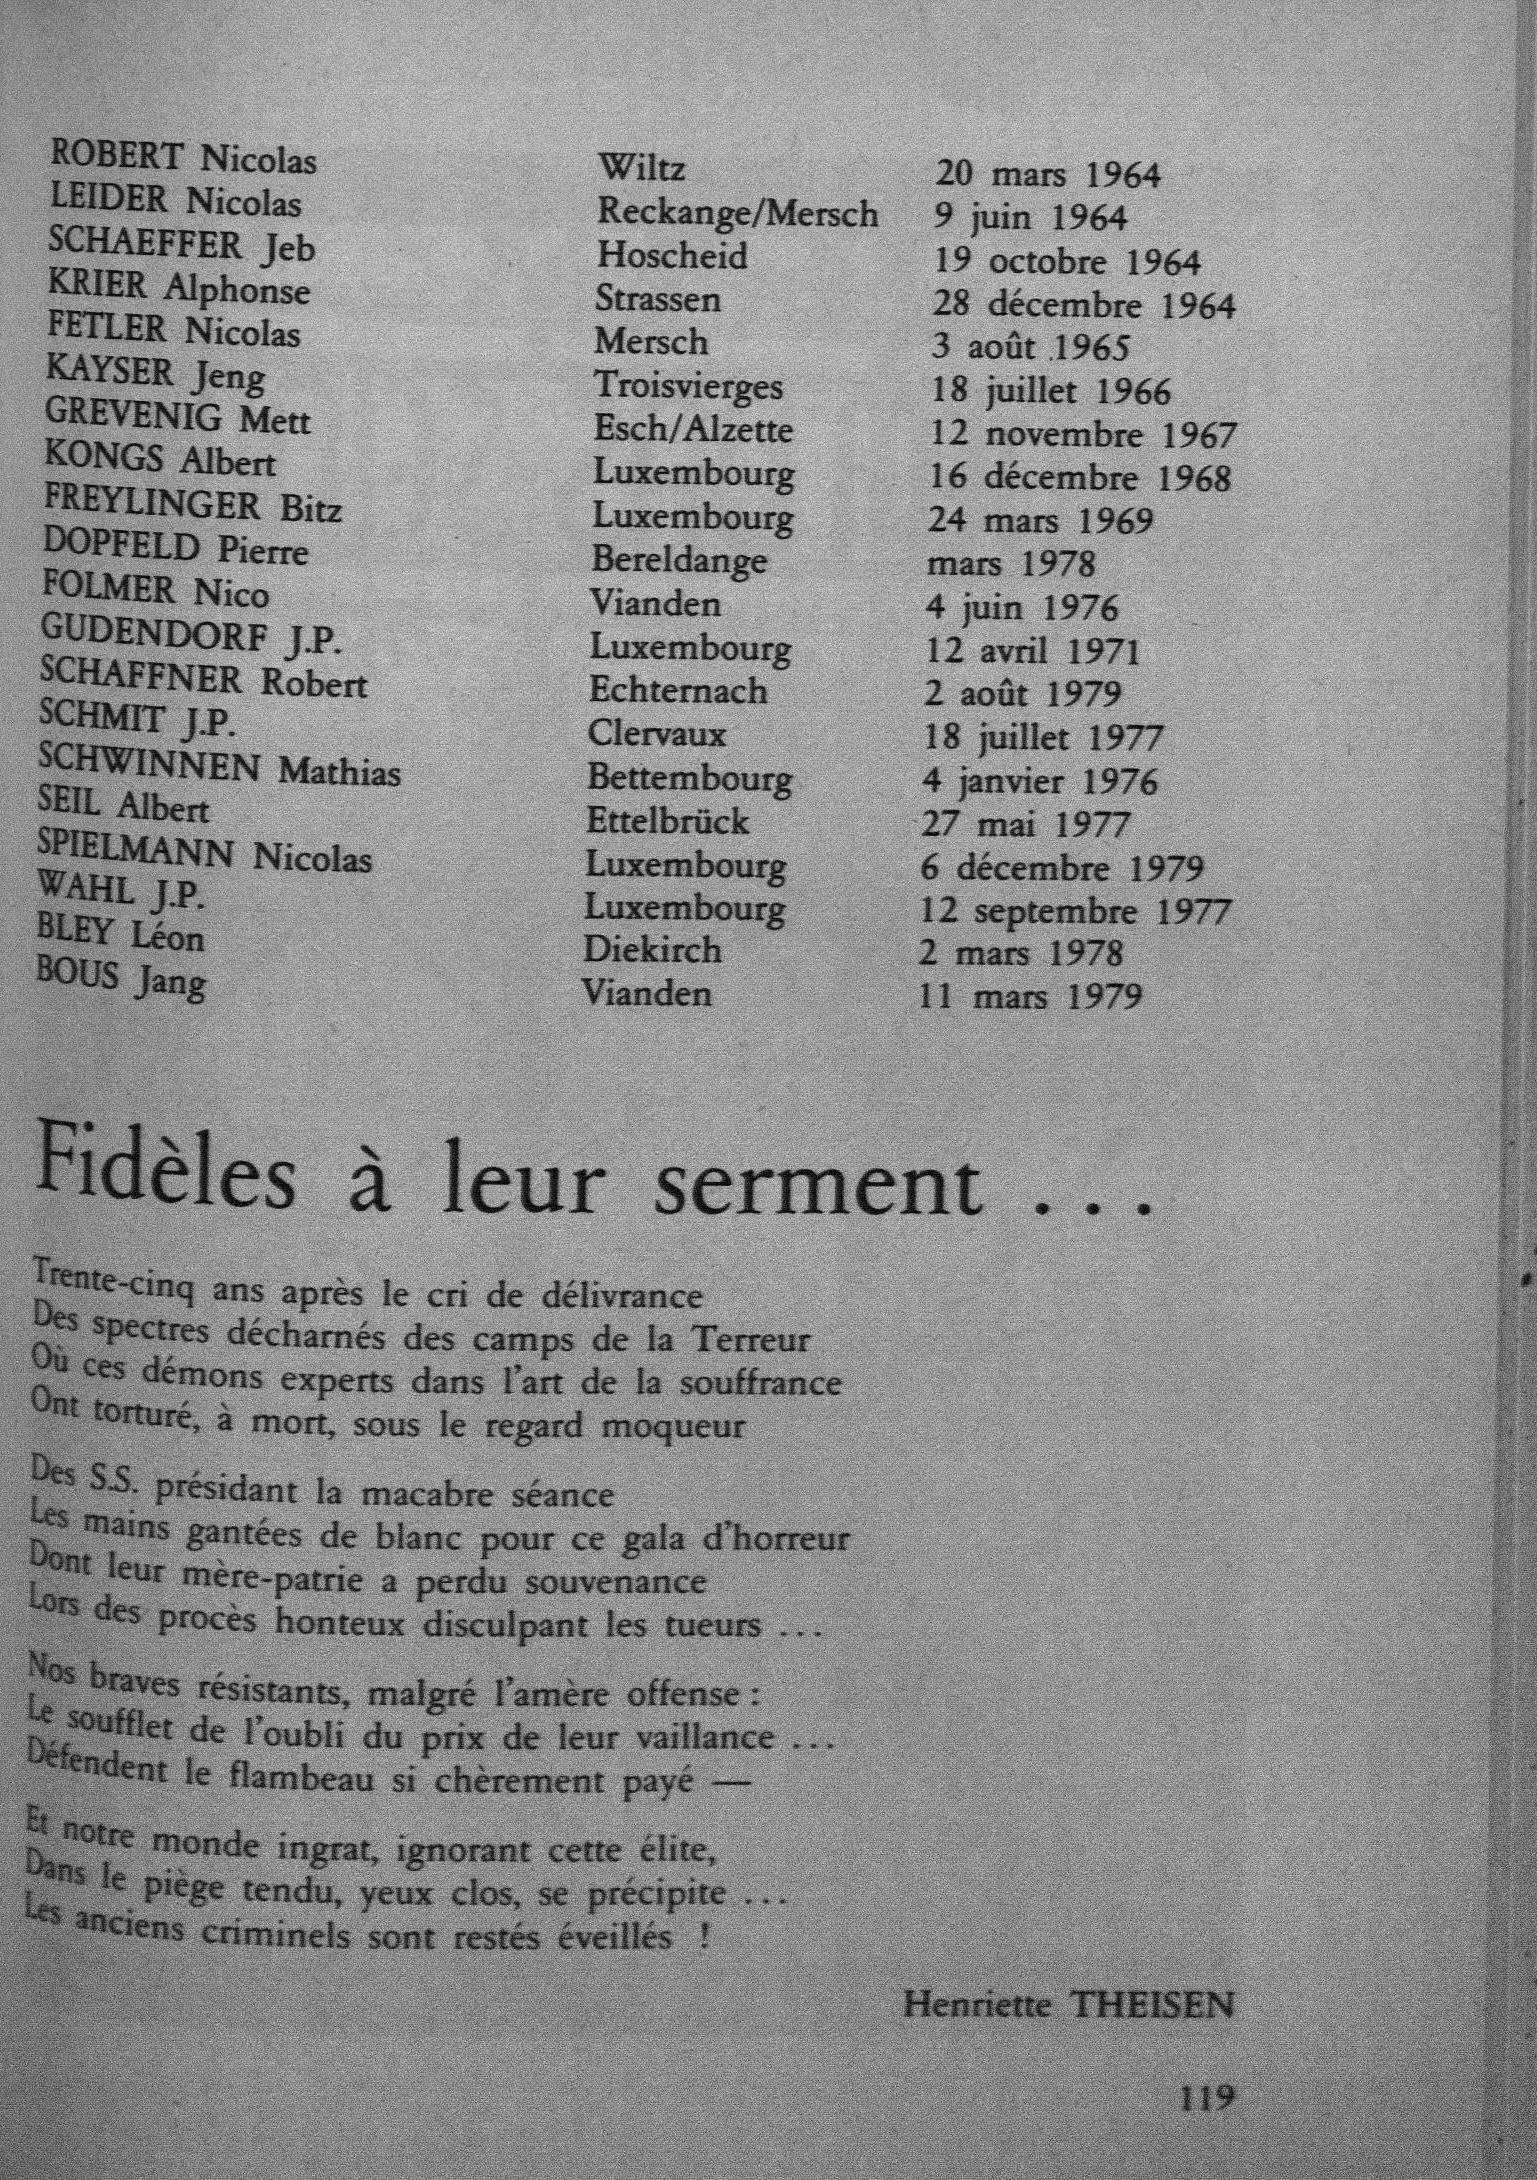 ROBERT Nicolas Wiltz 20 mars 1964
LEIDER Nicolas Reckange/Mersch 9 juin 1964
SCHAEFFER Jeb Hoscheid 19 octobre 1964
KRIER Alphonse Strassen 28 décembre 1964
FETLER Nicolas Mersch 3 août 1965
KAYSER Jeng Troisvierges 18 juillet 1966
GREVENIG Mett Esch/Alzette 12 novembre 1967
KONGS Albert Luxembourg 16 décembre 1968
FREYLINGER Bitz Luxembourg 24 mars 1969
DOPFELD Pierre Bereldange mars 1978
FOLMER Nico Vianden 4 juin 1976
GUDENDORF J.P. Luxembourg 12 avril 1971
SCHAFFNER Robert Echternach 2 août 1979
SCHMIT J.P. Clervaux 18 juillet 1977
SCHWINNEN Mathias Bettembourg 4 janvier 1976
SEIL Albert Ettelbrück 27 mai 1977
SPIELMANN Nicolas Luxembourg 6 décembre 1979
WAHL J.P. Luxembourg 12 septembre 1977
BLEY Léon Diekirch 2 mars 1978
BOUS Jang Vianden 11 mars 1979
Fidèles à leur serment . . .
Trente-cinq ans après le cri de délivrance
Des spectres décharnés des camps de la Terreur
Où ces démons experts dans l'art de la souffrance
Ont torturé, à mort, sous le regard moqueur
Des S.S. présidant la macabre séance
Les mains gantées de blanc pour ce gala d'horreur
Dont leur mère-patrie a perdu souvenance
Lors des procès honteux disculpant les tueurs ...
Nos braves résistants, malgré l'amère offense :
Le soufflet de l'oubli du prix de leur vaillance ...
Défendent le flambeau si chèrement payé —
Et notre monde ingrat, ignorant cette élite,
Dans le piège tendu, yeux clos, se précipite ...
Les anciens criminels sont restés éveillés !
Henriette THEISEN
119